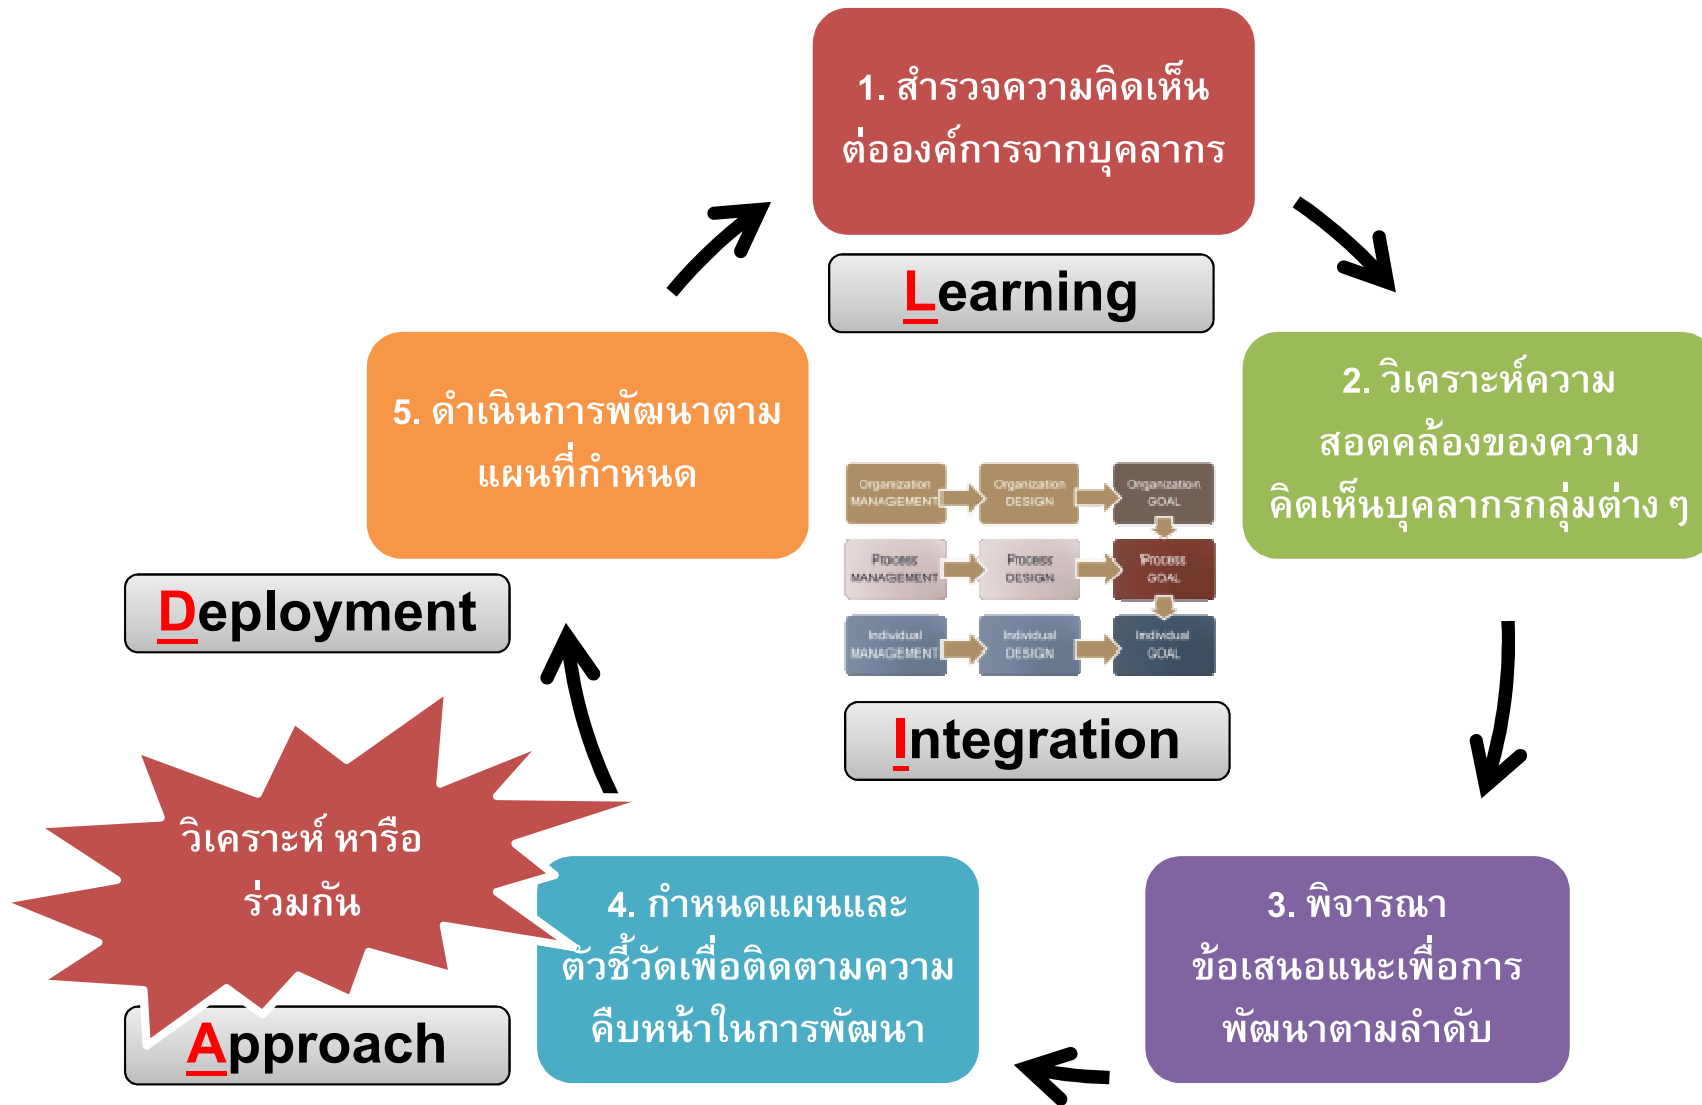 1. สำรวจความคิดเห็น
ต่อองค์การจากบุคลากร
Learning
2. วิเคราะห์ความ
สอดคล้องของความ
คิดเห็นบุคลากรกลุ่มต่าง ๆ
5. ดำเนินการพัฒนาตาม
แผนที่กำหนด
Organization
MANAGEMENT
Organization
DESIGN
Organization
GOAL
Process
MANAGEMENT
Process
DESIGN
Process
GOAL
Individual
MANAGEMENT
Individual
DESIGN
Individual
GOAL
Deployment
Integration
วิเคราะห์ หารือ
ร่วมกัน
4. กำหนดแผนและ
ตัวชี้วัดเพื่อติดตามความ
คืบหน้าในการพัฒนา
3. พิจารณา
ข้อเสนอแนะเพื่อการ
พัฒนาตามลำดับ
Approach